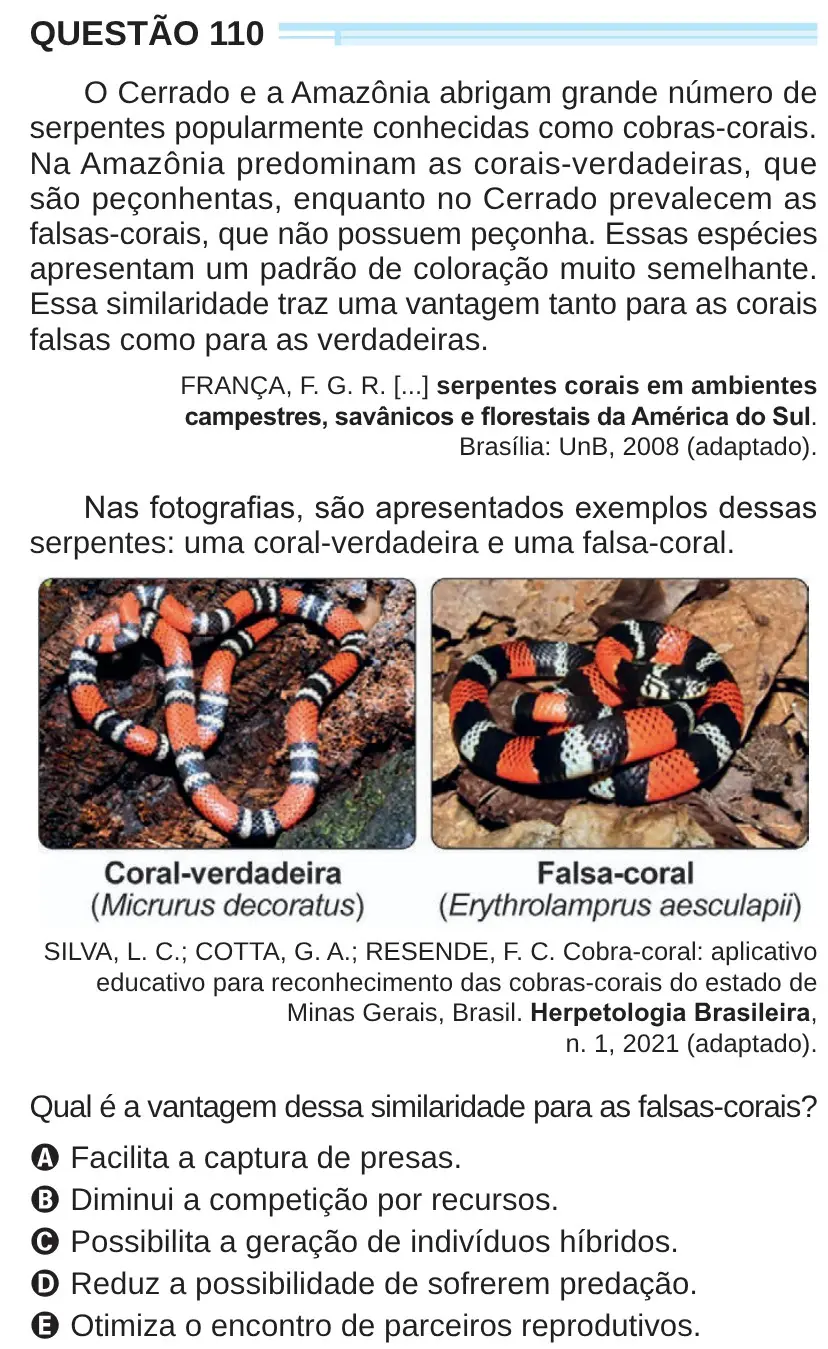 QUESTÃO 110
O Cerrado e a Amazônia abrigam grande número de
serpentes popularmente conhecidas como cobras-corais.
Na Amazônia predominam as corais-verdadeiras, que
são peçonhentas, enquanto no Cerrado prevalecem as
falsas-corais, que não possuem peçonha. Essas espécies
apresentam um padrão de coloração muito semelhante.
Essa similaridade traz uma vantagem tanto para as corais
falsas como para as verdadeiras.
FRANÇA, F. G. R. [...] serpentes corais em ambientes
campestres, savânicos e florestais da América do Sul.
Brasília: UnB, 2008 (adaptado).
Nas fotografias, são apresentados exemplos dessas
serpentes: uma coral-verdadeira e uma falsa-coral.
Coral-verdadeira
(Micrurus decoratus)
Falsa-coral
(Erythrolamprus aesculapii)
SILVA, L. C.; COTTA, G. A.; RESENDE, F. C. Cobra-coral: aplicativo
educativo para reconhecimento das cobras-corais do estado de
Minas Gerais, Brasil. Herpetologia Brasileira,
n. 1, 2021 (adaptado).
Qual é a vantagem dessa similaridade para as falsas-corais?
A Facilita a captura de presas.
B Diminui a competição por recursos.
C Possibilita a geração de indivíduos híbridos.
D Reduz a possibilidade de sofrerem predação.
E Otimiza o encontro de parceiros reprodutivos.